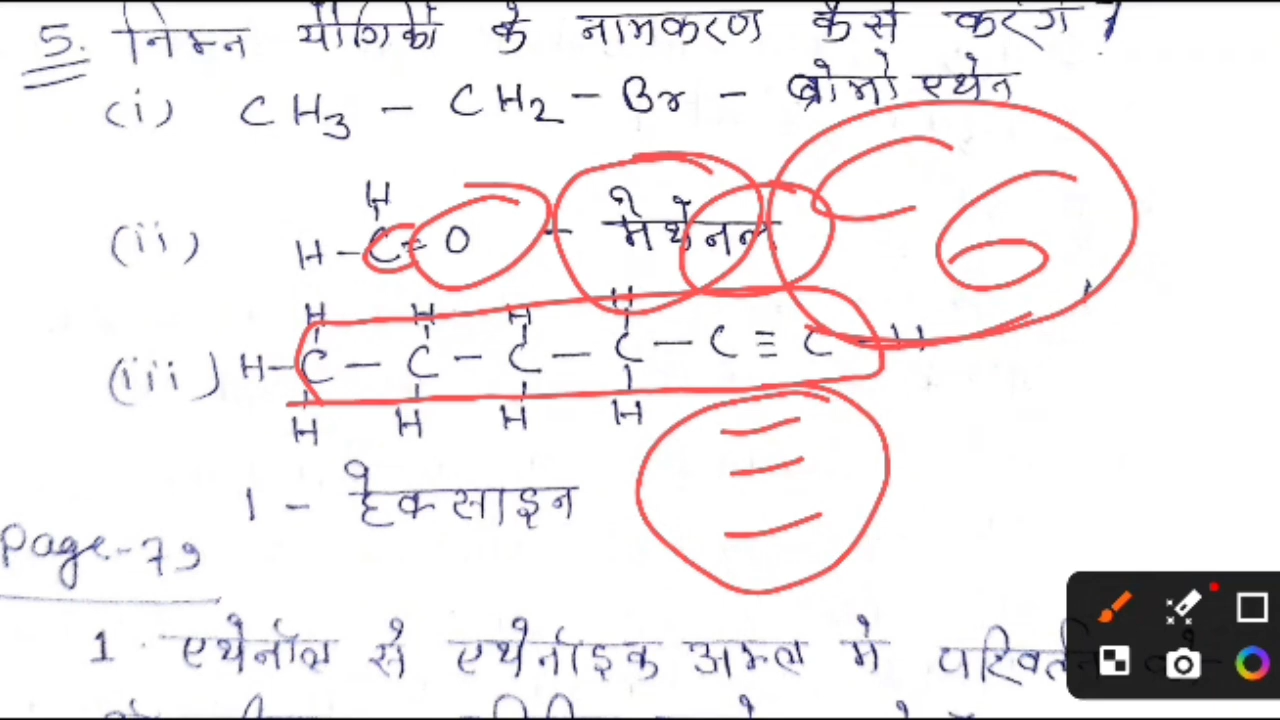 5. निम्न यौगिकों के नामकरण कैसे करेंगे?
(i) CH3 – CH2 – Br – ब्रोमो एथेन
H
(ii) H – C = O – मेथेनल
H H H H
(iii) H – C – C – C – C – C ≡ C – H
H H H H
1 – हैक्साइन
Page-79
1. एथेनॉल से एथेनॉइक अम्ल में परिवर्तन